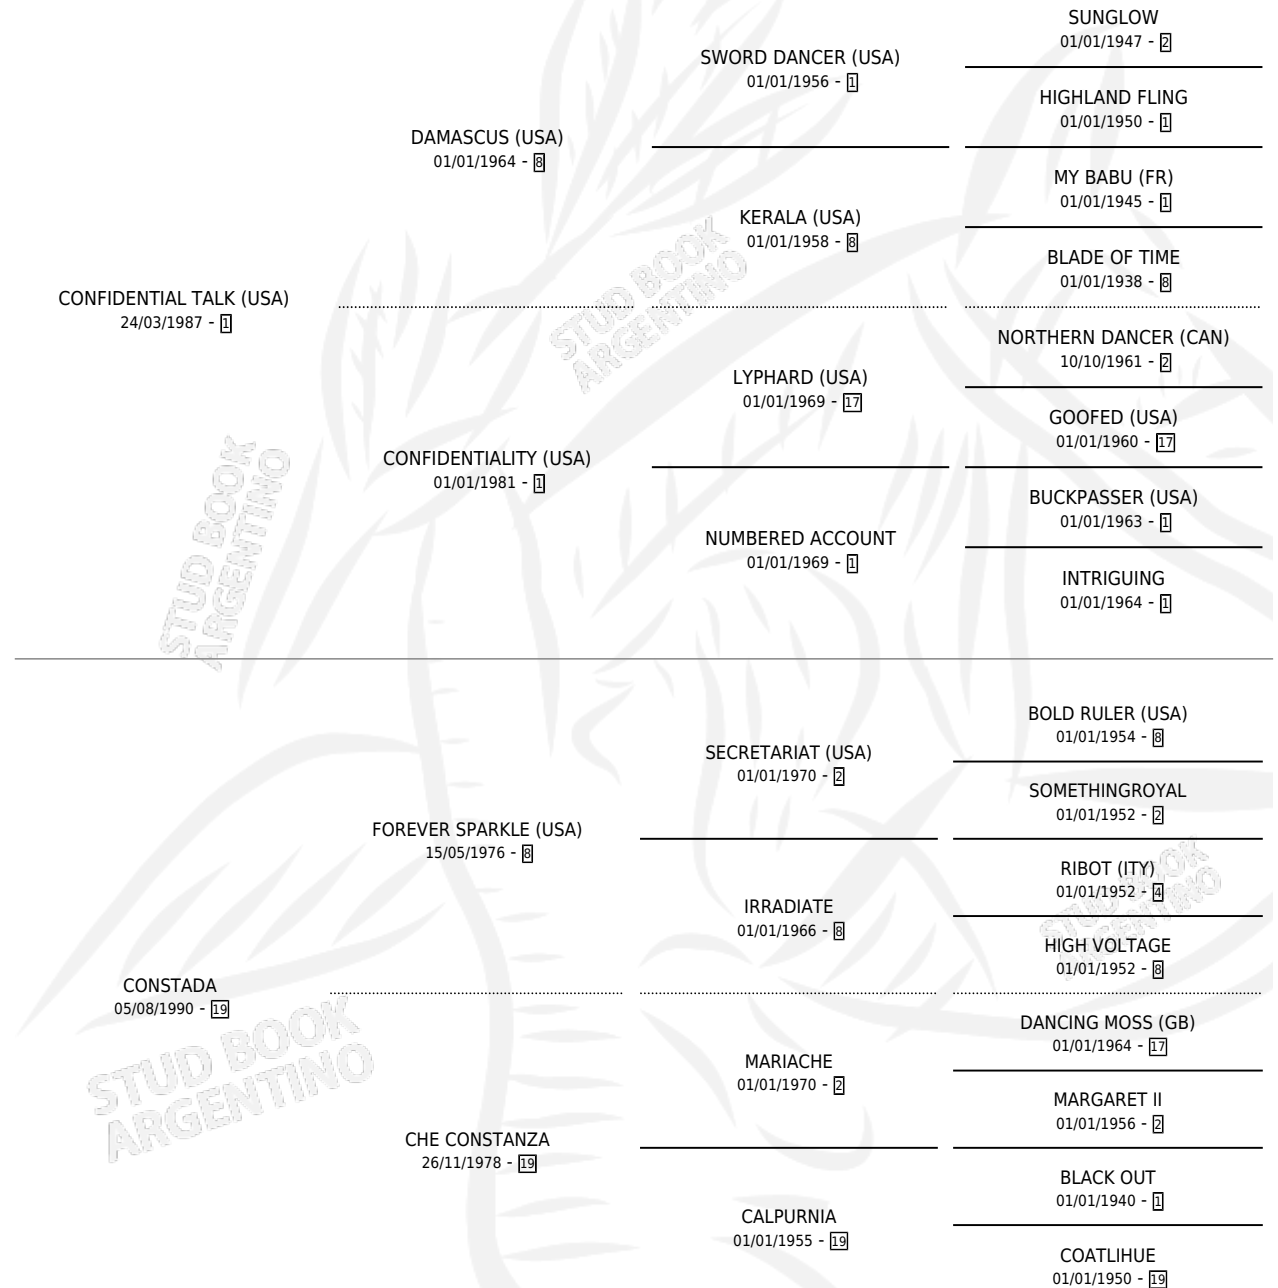 SUNGLOW
01/01/1947 - 2
SWORD DANCER (USA)
01/01/1956 - 1
HIGHLAND FLING
01/01/1950 - 1
DAMASCUS (USA)
01/01/1964 - 8
MY BABU (FR)
01/01/1945 - 1
KERALA (USA)
01/01/1958 - 8
BLADE OF TIME
01/01/1938 - 8
CONFIDENTIAL TALK (USA)
24/03/1987 - 1
NORTHERN DANCER (CAN)
10/10/1961 - 2
LYPHARD (USA)
01/01/1969 - 17
GOOFED (USA)
01/01/1960 - 17
CONFIDENTIALITY (USA)
01/01/1981 - 1
BUCKPASSER (USA)
01/01/1963 - 1
NUMBERED ACCOUNT
01/01/1969 - 1
INTRIGUING
01/01/1964 - 1
BOLD RULER (USA)
01/01/1954 - 8
SECRETARIAT (USA)
01/01/1970 - 2
SOMETHINGROYAL
01/01/1952 - 2
FOREVER SPARKLE (USA)
15/05/1976 - 8
RIBOT (ITY)
01/01/1952 - 4
IRRADIATE
01/01/1966 - 8
HIGH VOLTAGE
01/01/1952 - 8
CONSTADA
05/08/1990 - 19
DANCING MOSS (GB)
01/01/1964 - 17
MARIACHE
01/01/1970 - 2
MARGARET II
01/01/1956 - 2
CHE CONSTANZA
26/11/1978 - 19
BLACK OUT
01/01/1940 - 1
CALPURNIA
01/01/1955 - 19
COATLIHUE
01/01/1950 - 19
STUD BOOK
ARGENTINO
STUD BOOK
ARGENTINO
STUD BOOK
ARGENTINO
STUD BOOK
ARGENTINO